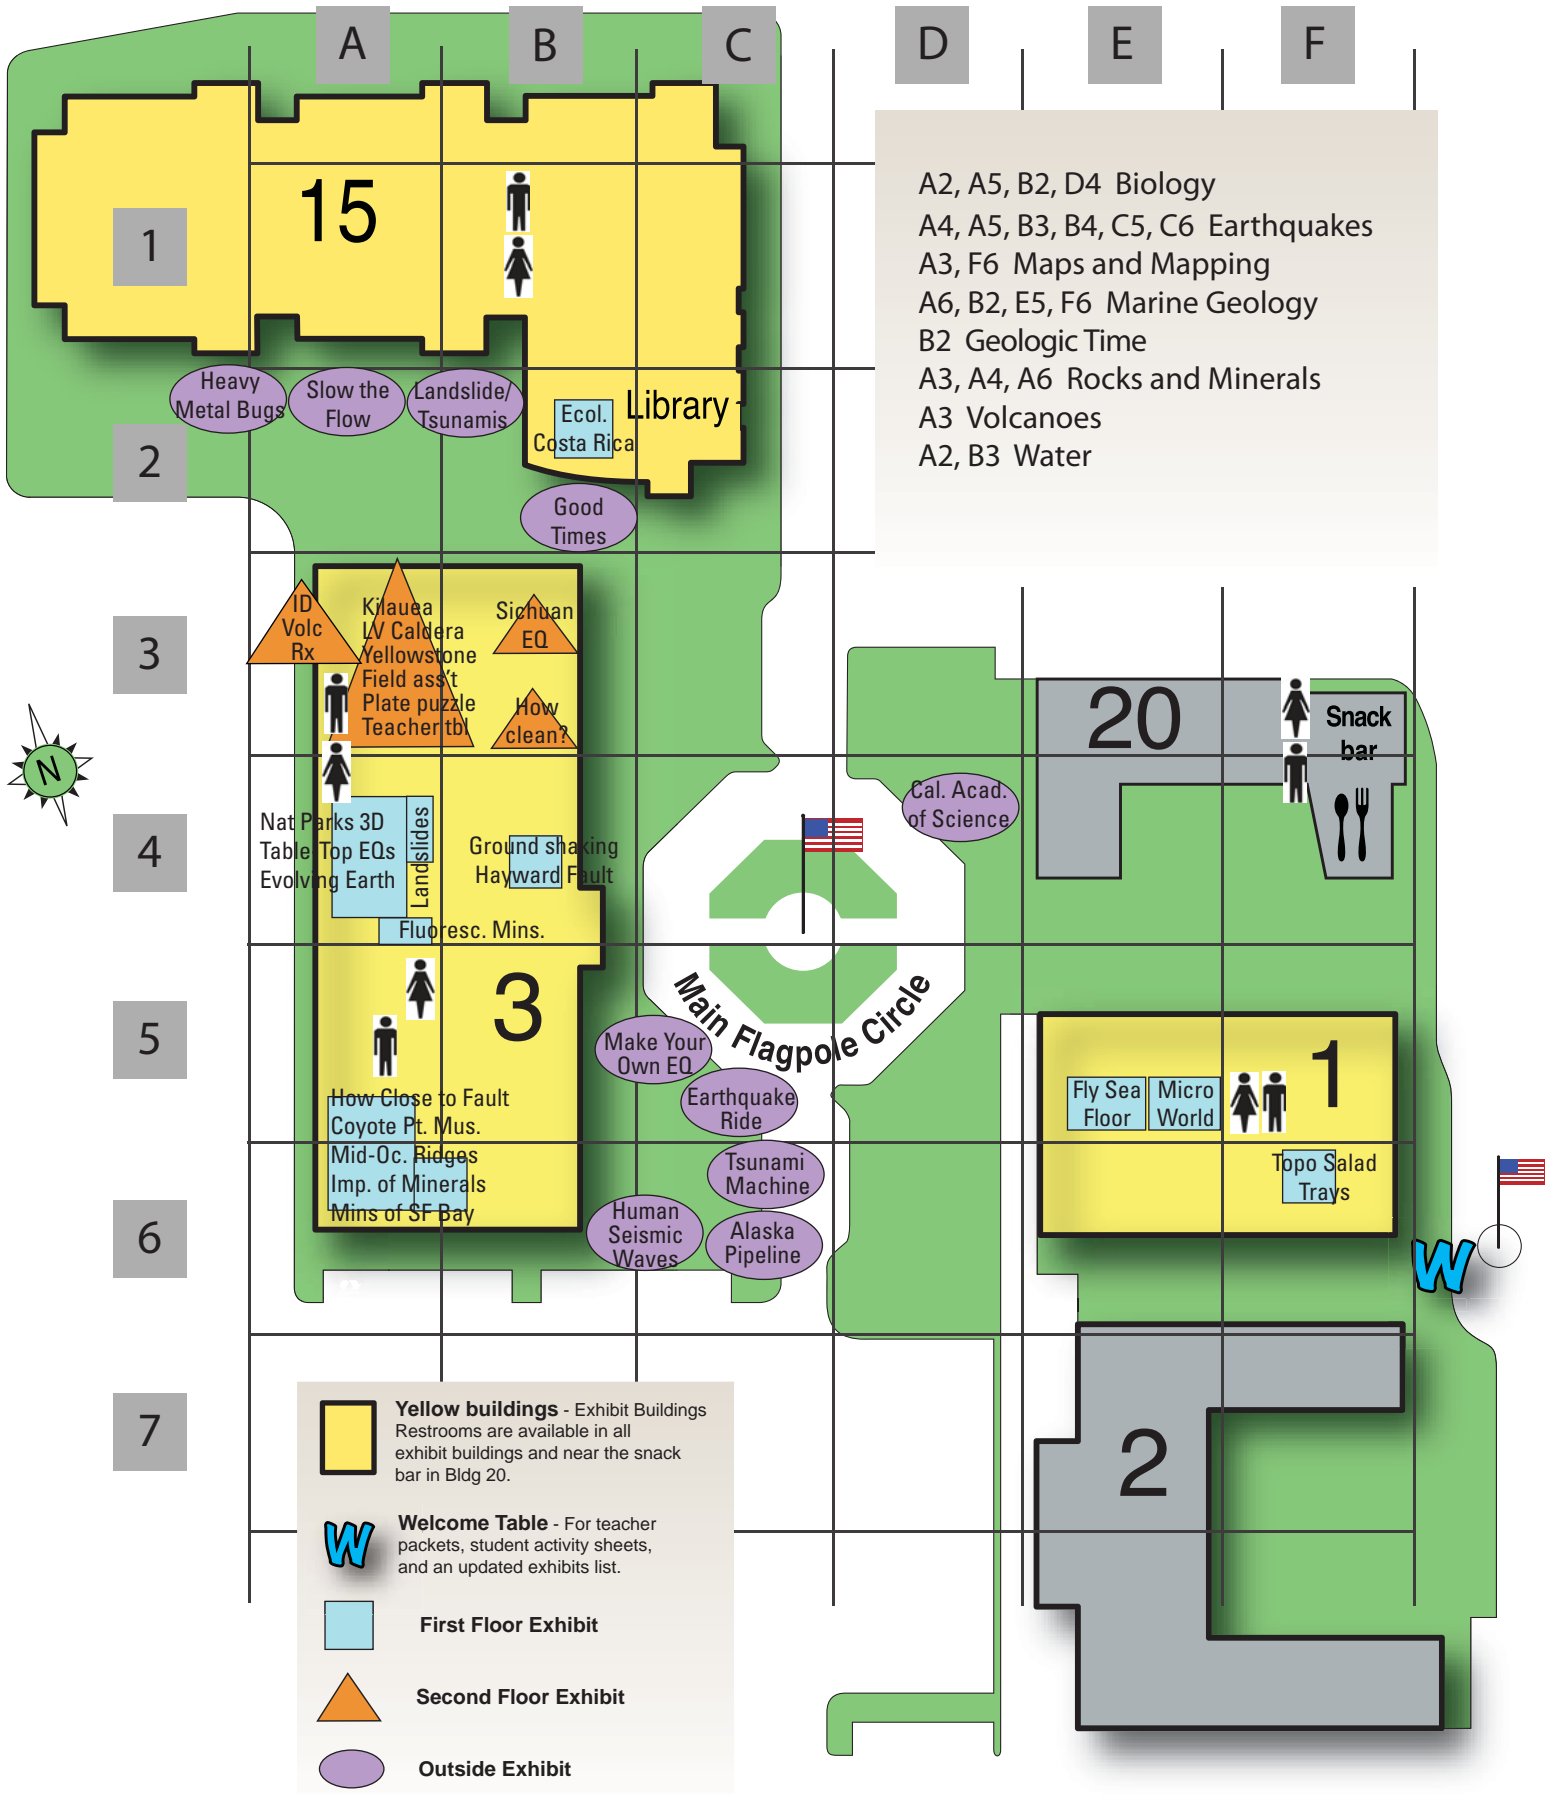 A
B
C
D
E
F
A2, A5, B2, D4 Biology
A4, A5, B3, B4, C5, C6 Earthquakes
A3, F6 Maps and Mapping
A6, B2, E5, F6 Marine Geology
B2 Geologic Time
A3, A4, A6 Rocks and Minerals
A3 Volcanoes
A2, B3 Water
1
15
Heavy
Metal Bugs
Slow the
Flow
Landslide/
Tsunamis
Ecol.
Costa Rica
Library
2
Good
Times
3
ID
Volc
Rx
Kilauea
LV Caldera
Yellowstone
Field ass't
Plate puzzle
Teacher tbl
Sichuan
EQ
How
clean?
20
Snack
bar
N
4
Nat Parks 3D
Table-Top EQs
Evolving Earth
Landslides
Ground shaking
Hayward Fault
Fluoresc. Mins.
Cal. Acad.
of Science
Main Flagpole Circle
5
3
Make Your
Own EQ
Earthquake
Ride
Fly Sea
Floor
Micro
World
1
How Close to Fault
Coyote Pt. Mus.
Mid-Oc. Ridges
Imp. of Minerals
Mins of SF Bay
6
Tsunami
Machine
Human
Seismic
Waves
Alaska
Pipeline
Topo Salad
Trays
W
7
2
Yellow buildings - Exhibit Buildings
Restrooms are available in all
exhibit buildings and near the snack
bar in Bldg 20.
W
Welcome Table - For teacher
packets, student activity sheets,
and an updated exhibits list.
First Floor Exhibit
Second Floor Exhibit
Outside Exhibit